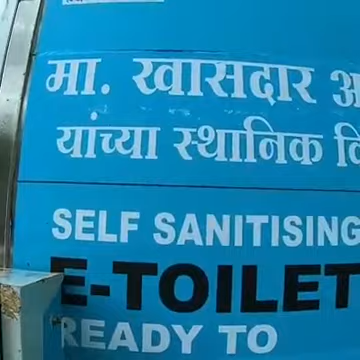 मा. खासदार
यांच्या स्थानिक
SELF SANITISING
E-TOILET
READY TO